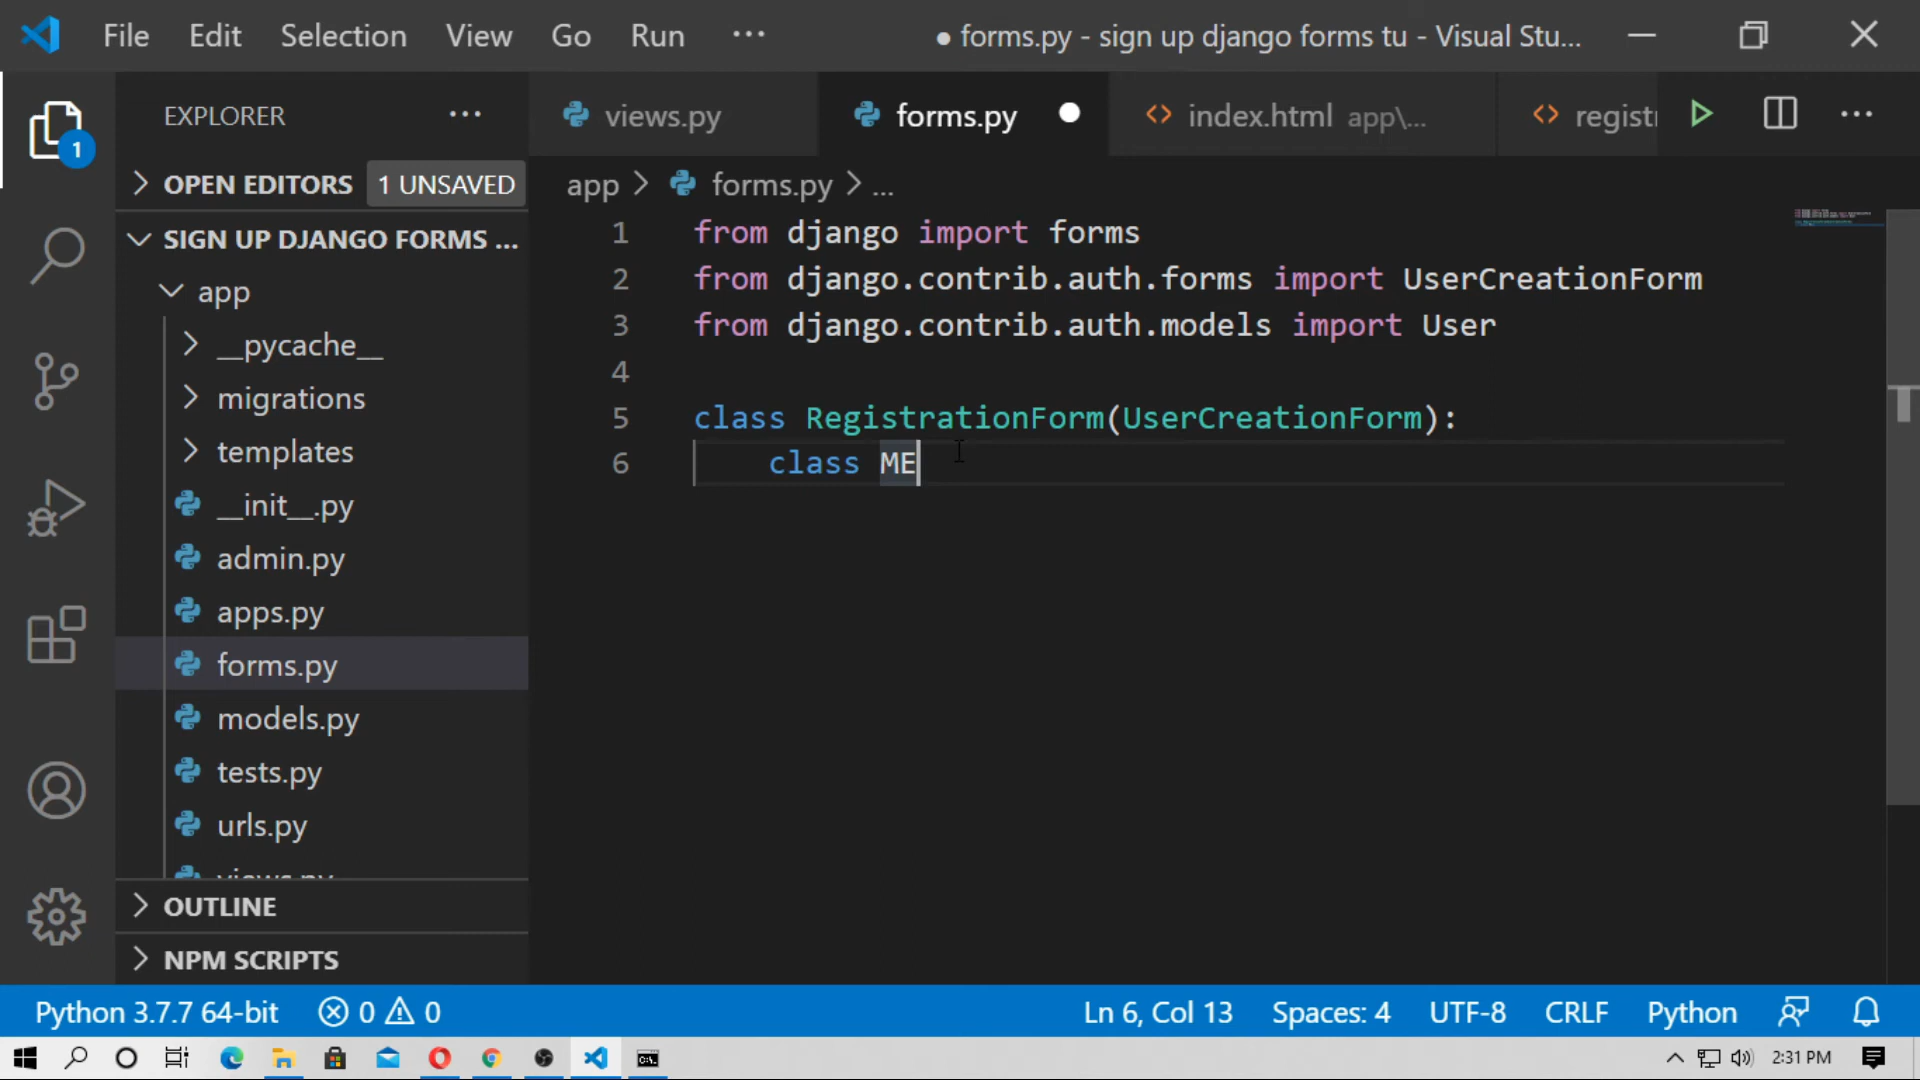 File Edit Selection View Go Run ··· ● forms.py - sign up django forms tu - Visual Stu...
EXPLORER ···
views.py forms.py index.html app\... regist
1
OPEN EDITORS 1 UNSAVED
app > forms.py > ...
SIGN UP DJANGO FORMS ...
app
__pycache__
migrations
templates
__init__.py
admin.py
apps.py
forms.py
models.py
tests.py
urls.py
views.py
OUTLINE
NPM SCRIPTS
1 from django import forms
2 from django.contrib.auth.forms import UserCreationForm
3 from django.contrib.auth.models import User
4
5 class RegistrationForm(UserCreationForm):
6 class ME
Python 3.7.7 64-bit 0 0 Ln 6, Col 13 Spaces: 4 UTF-8 CRLF Python
2:31 PM